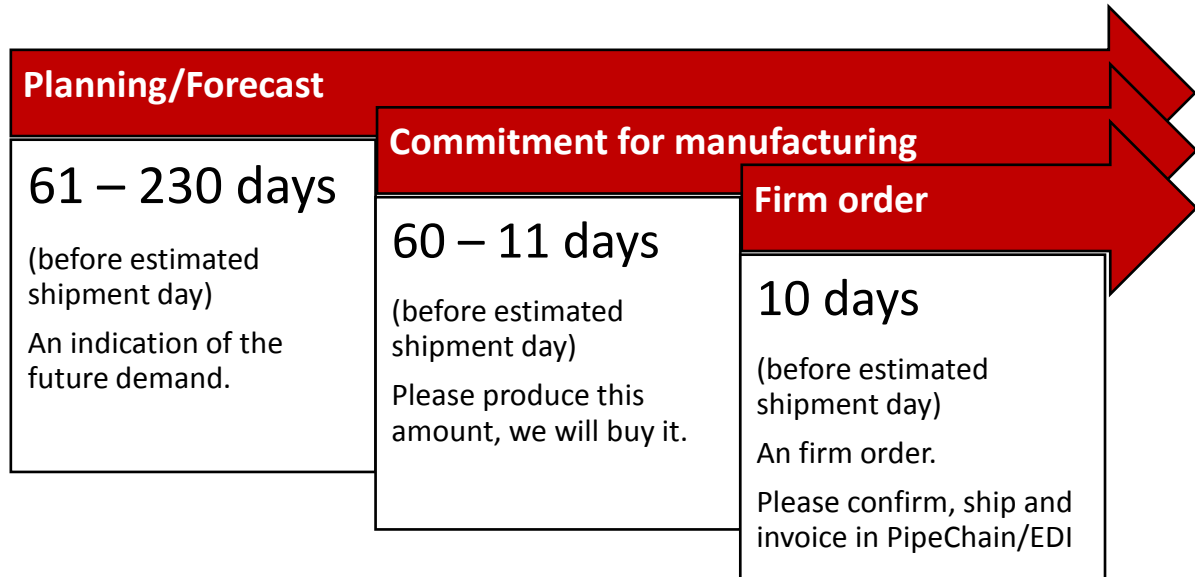 Planning/Forecast
61 – 230 days
(before estimated
shipment day)
An indication of the
future demand.
Commitment for manufacturing
60 – 11 days
(before estimated
shipment day)
Please produce this
amount, we will buy it.
Firm order
10 days
(before estimated
shipment day)
An firm order.
Please confirm, ship and
invoice in PipeChain/EDI